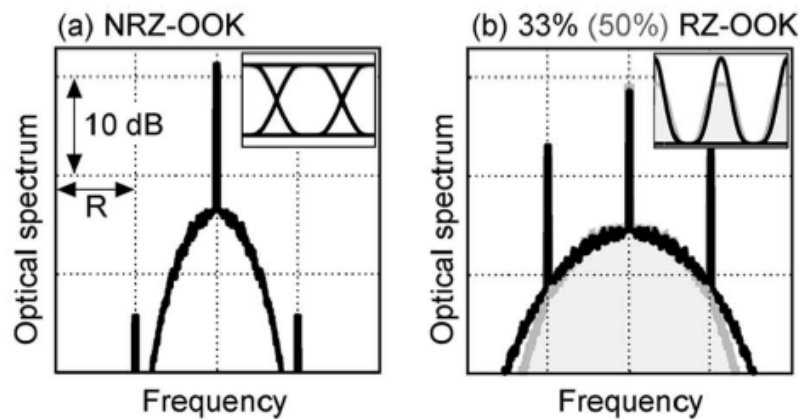 (a) NRZ-OOK
10 dB
R
Optical spectrum
Frequency
(b) 33% (50%) RZ-OOK
Optical spectrum
Frequency